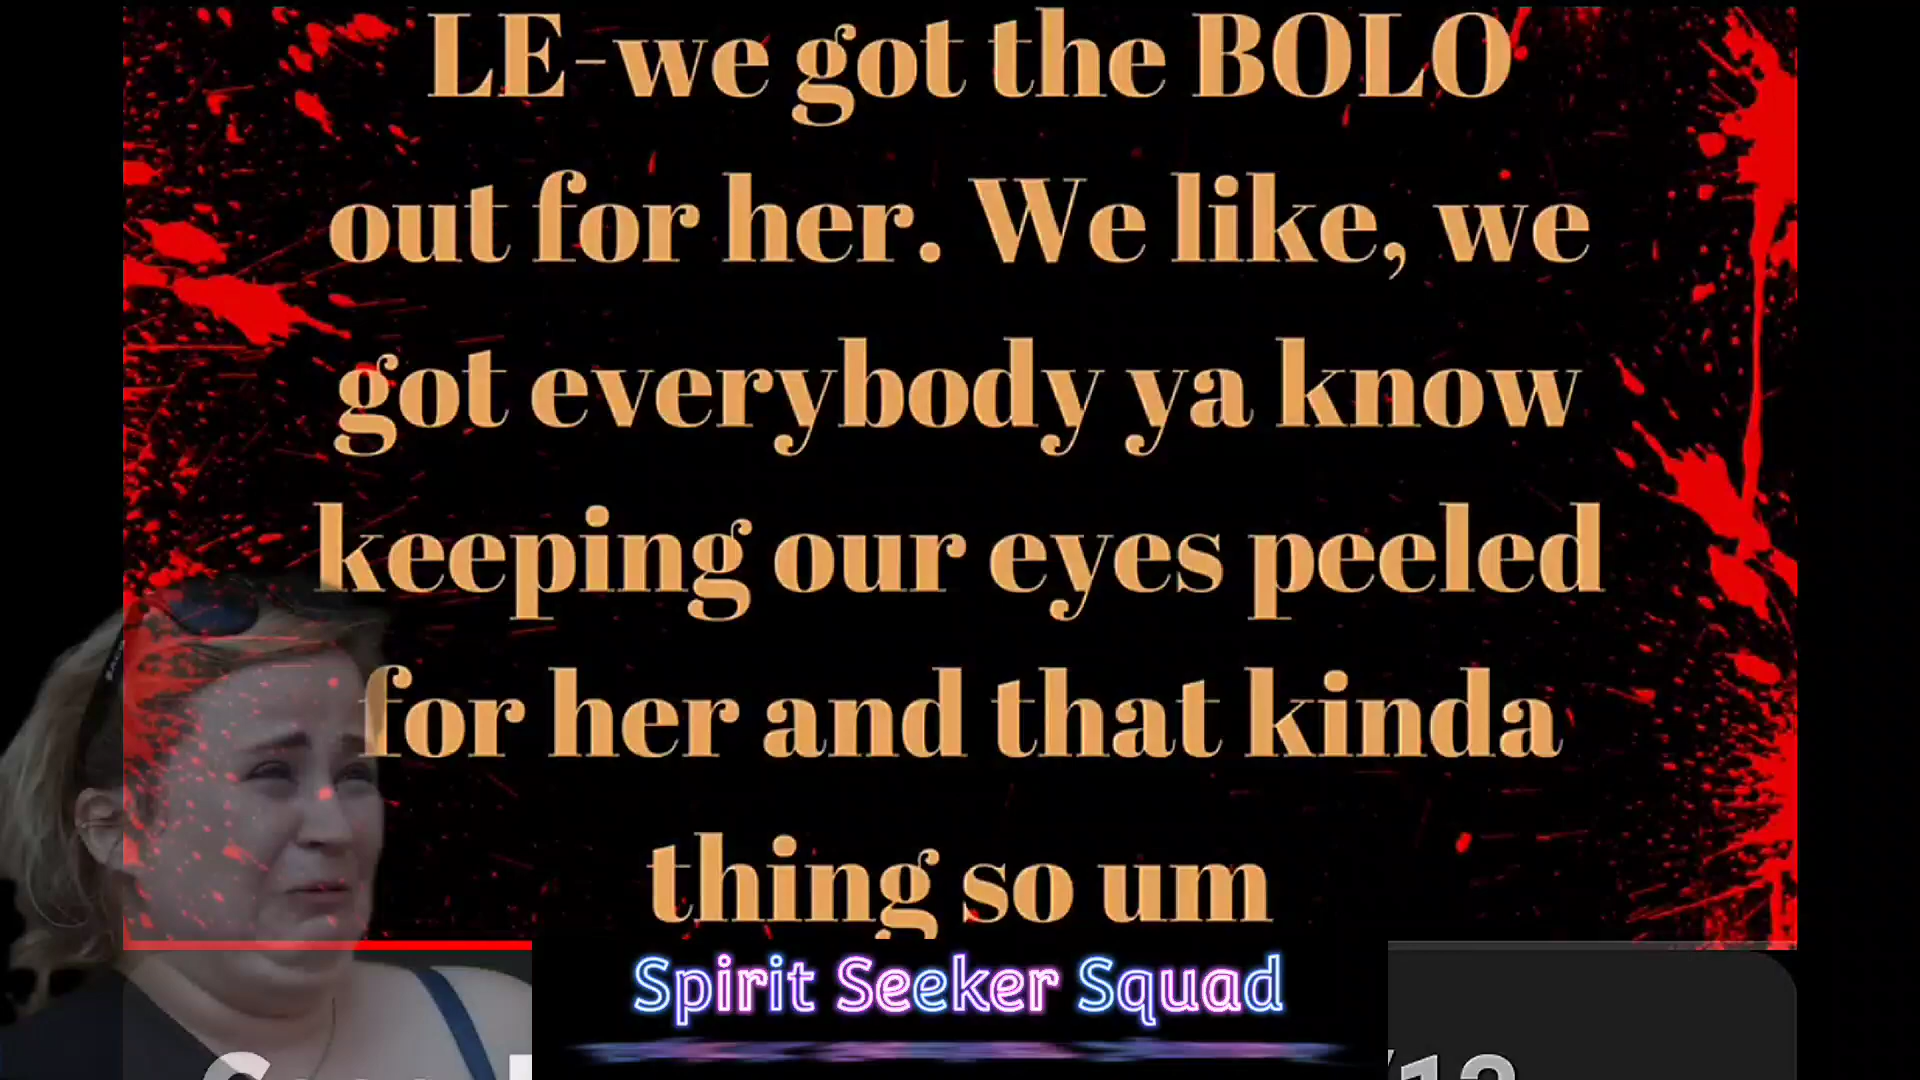 LE-we got the BOLO
out for her. We like, we
got everybody ya know
keeping our eyes peeled
for her and that kinda
thing so um
Spirit Seeker Squad